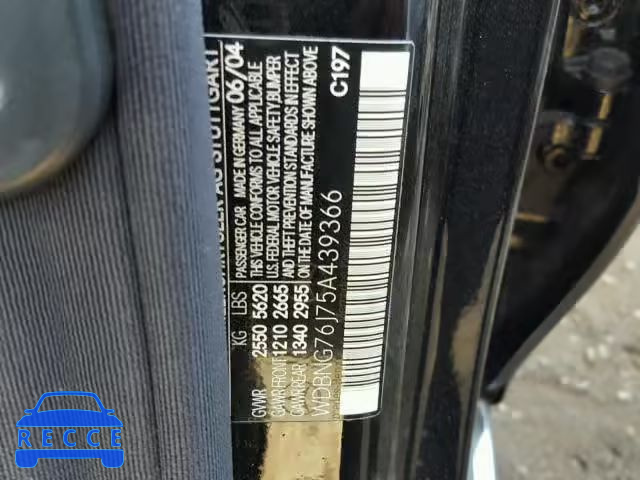 AG STUTTGART
MADE IN GERMANY 06/04
PASSENGER CAR
THIS VEHICLE CONFORMS TO ALL APPLICABLE
U.S. FEDERAL MOTOR VEHICLE SAFETY, BUMPER
AND THEFT PREVENTION STANDARDS IN EFFECT
ON THE DATE OF MANUFACTURE SHOWN ABOVE
C197
KG LBS
GVWR 2550 5620
GAWR FRONT 1210 2665
GAWR REAR 1340 2955
WDBNG76J75A439366
RECCE